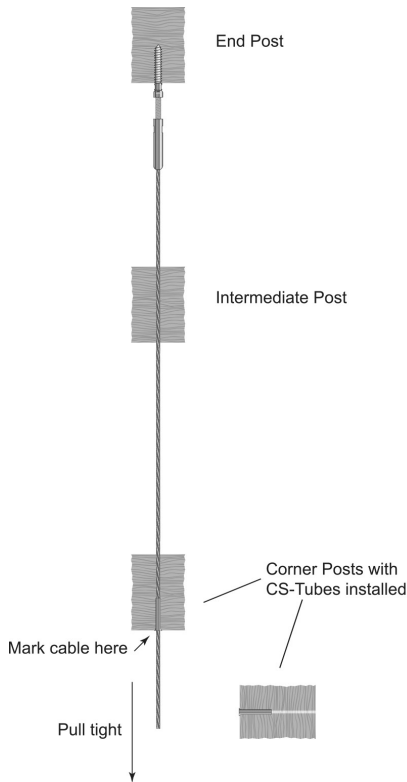 End Post
Intermediate Post
Corner Posts with
CS-Tubes installed
Mark cable here
Pull tight